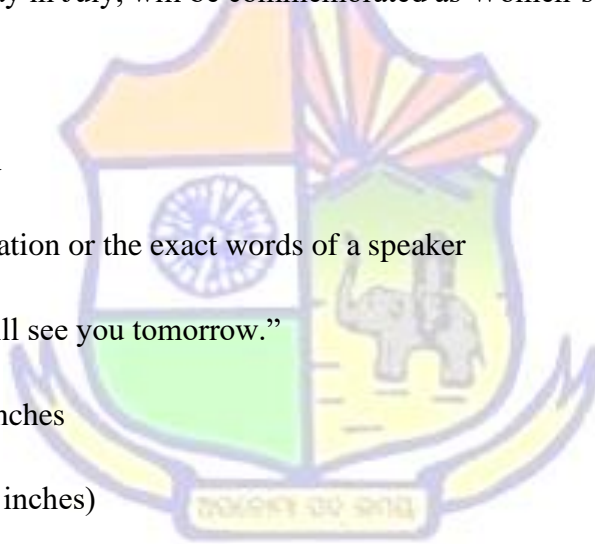 in July, will be commemorated as Women's
ation or the exact words of a speaker
ll see you tomorrow.”
nches
inches)